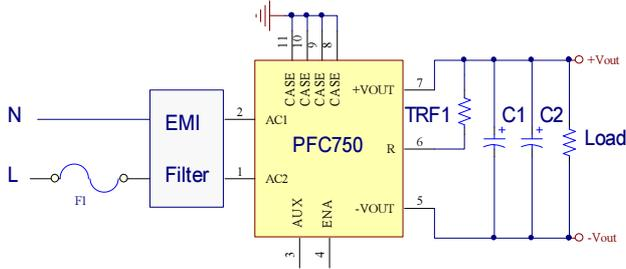 11
10
9
8
CASE
CASE
CASE
CASE
+VOUT
7
+Vout
N
2
AC1
EMI
Filter
TRF1
C1
C2
+
+
PFC750
R
6
Load
L
F1
1
AC2
-VOUT
5
-Vout
AUX
ENA
3
4